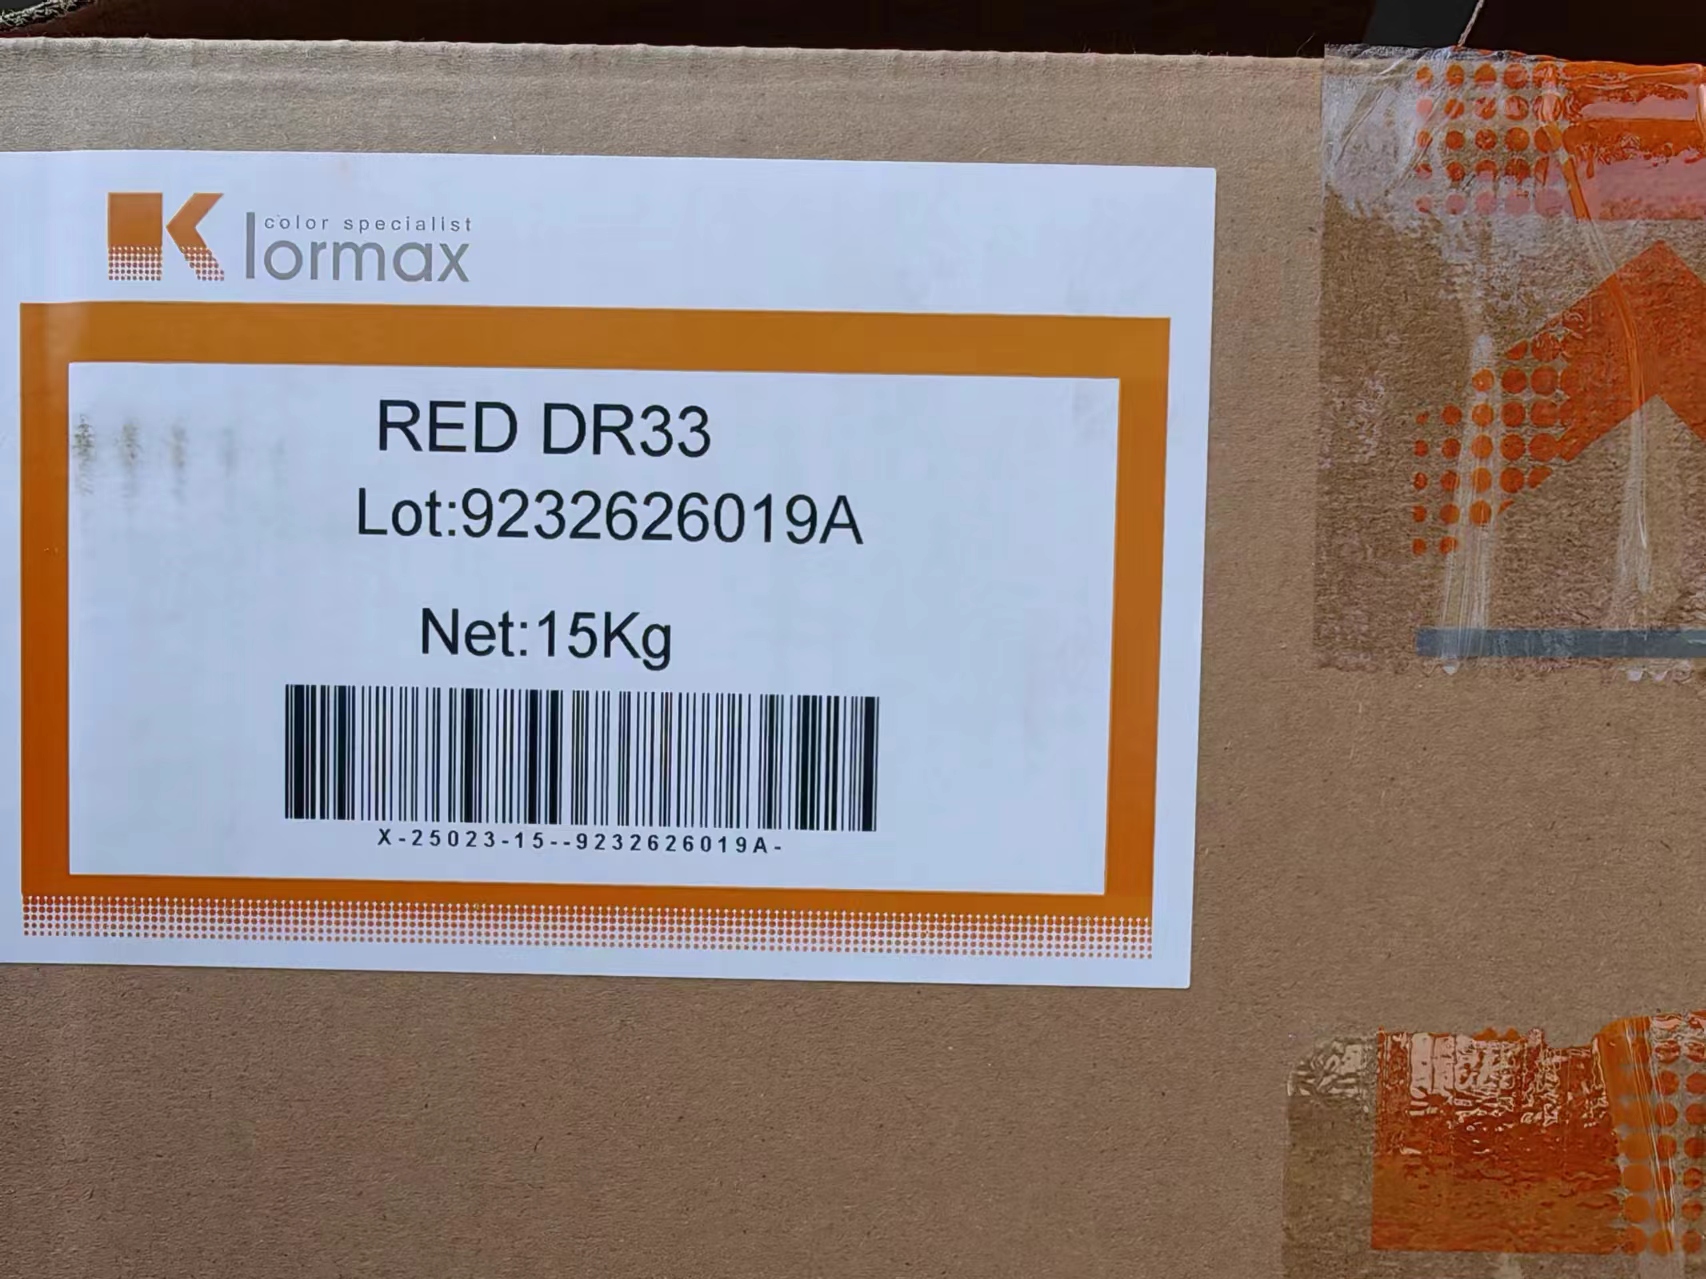 K
color specialist
lormax
RED DR33
Lot:9232626019A
Net:15Kg
X-25023-15--9232626019A-